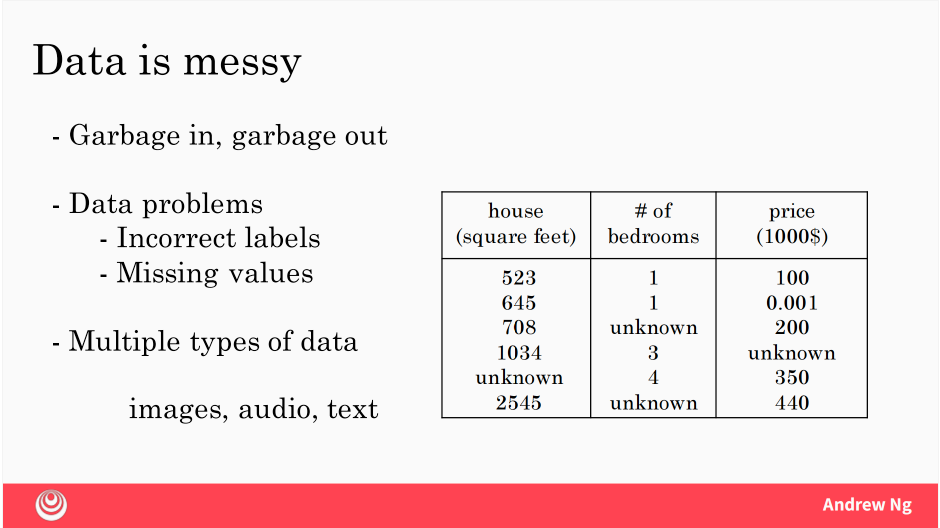 Data is messy
- Garbage in, garbage out
- Data problems
- Incorrect labels
- Missing values
- Multiple types of data
images, audio, text
house (square feet) # of bedrooms price (1000$)
523 1 100
645 1 0.001
708 unknown 200
1034 3 unknown
unknown 4 350
2545 unknown 440
Andrew Ng